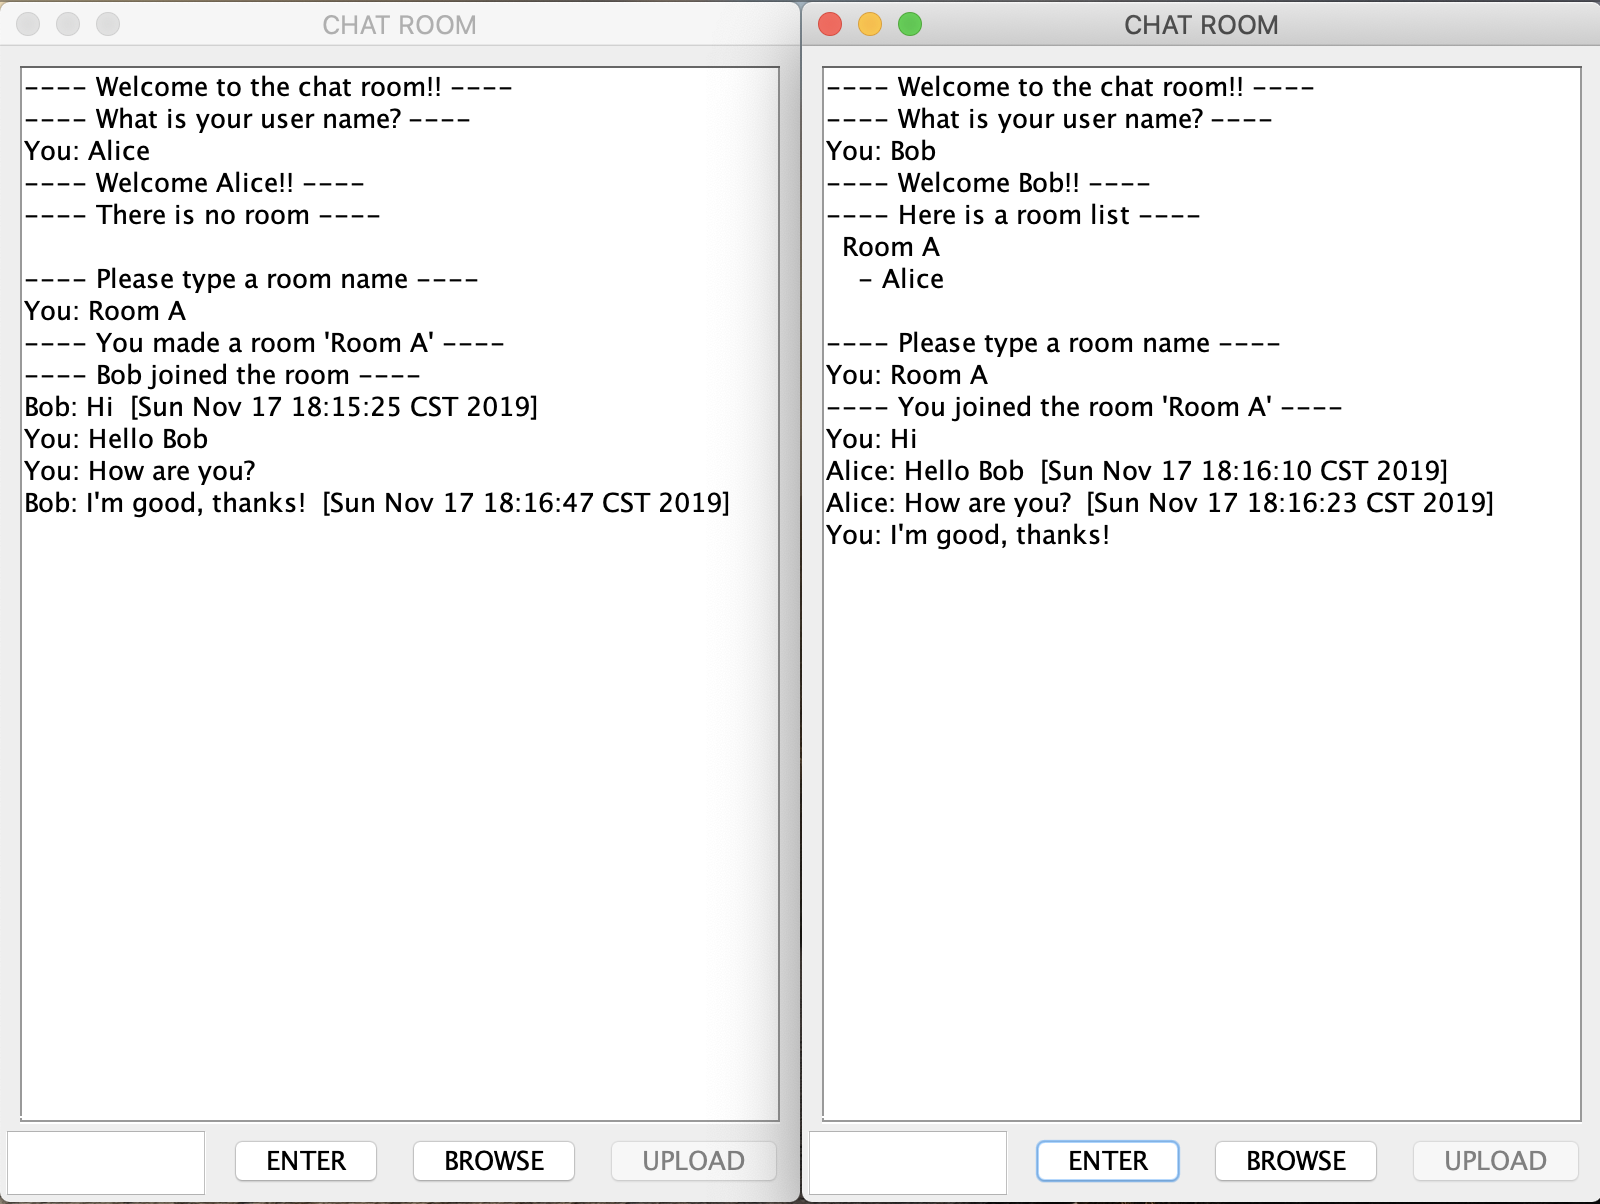 CHAT ROOM
---- Welcome to the chat room!! ----
---- What is your user name? ----
You: Alice
---- Welcome Alice!! ----
---- There is no room ----
---- Please type a room name ----
You: Room A
---- You made a room 'Room A' ----
---- Bob joined the room ----
Bob: Hi  [Sun Nov 17 18:15:25 CST 2019]
You: Hello Bob
You: How are you?
Bob: I'm good, thanks!  [Sun Nov 17 18:16:47 CST 2019]
ENTER BROWSE UPLOAD
CHAT ROOM
---- Welcome to the chat room!! ----
---- What is your user name? ----
You: Bob
---- Welcome Bob!! ----
---- Here is a room list ----
Room A
- Alice
---- Please type a room name ----
You: Room A
---- You joined the room 'Room A' ----
You: Hi
Alice: Hello Bob  [Sun Nov 17 18:16:10 CST 2019]
Alice: How are you?  [Sun Nov 17 18:16:23 CST 2019]
You: I'm good, thanks!
ENTER BROWSE UPLOAD